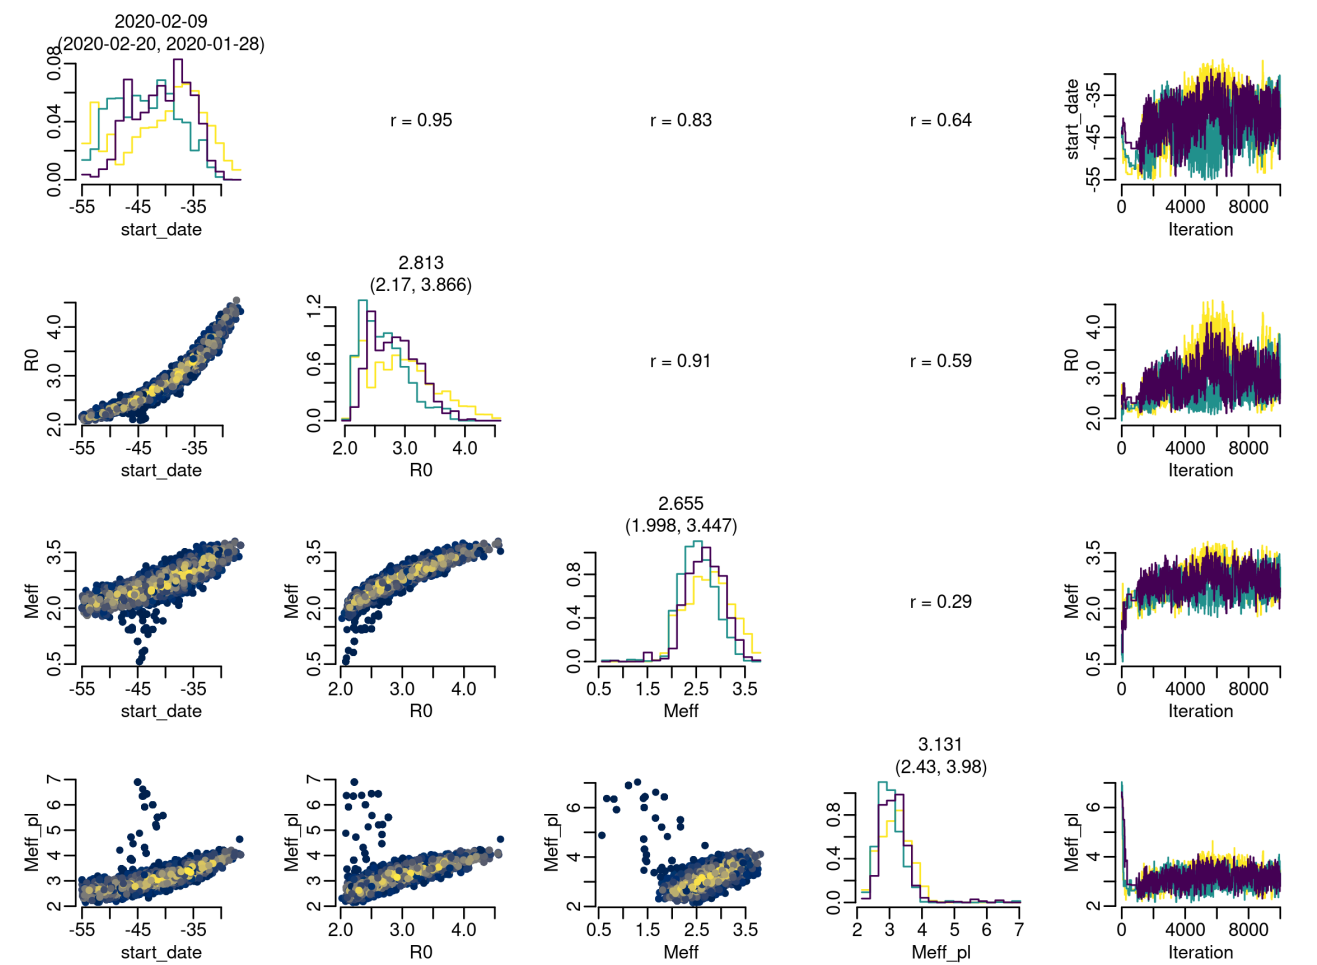 2020-02-09
(2020-02-20, 2020-01-28)
0.00 0.04 0.08
-55 -45 -35
start_date
r = 0.95
r = 0.83
r = 0.64
start_date
-55 -45 -35
0 4000 8000
Iteration
R0
2.0 3.0 4.0
-55 -45 -35
start_date
2.813
(2.17, 3.866)
0.0 0.6 1.2
2.0 3.0 4.0
R0
r = 0.91
r = 0.59
R0
2.0 3.0 4.0
0 4000 8000
Iteration
Meff
0.5 2.0 3.5
-55 -45 -35
start_date
Meff
0.5 2.0 3.5
2.0 3.0 4.0
R0
2.655
(1.998, 3.447)
0.0 0.4 0.8
0.5 1.5 2.5 3.5
Meff
r = 0.29
Meff
0.5 2.0 3.5
0 4000 8000
Iteration
Meff_pl
2 3 4 5 6 7
-55 -45 -35
start_date
Meff_pl
2 3 4 5 6 7
2.0 3.0 4.0
R0
Meff_pl
2 4 6
0.5 1.5 2.5 3.5
Meff
3.131
(2.43, 3.98)
0.0 0.4 0.8
2 3 4 5 6 7
Meff_pl
Meff_pl
2 4 6
0 4000 8000
Iteration